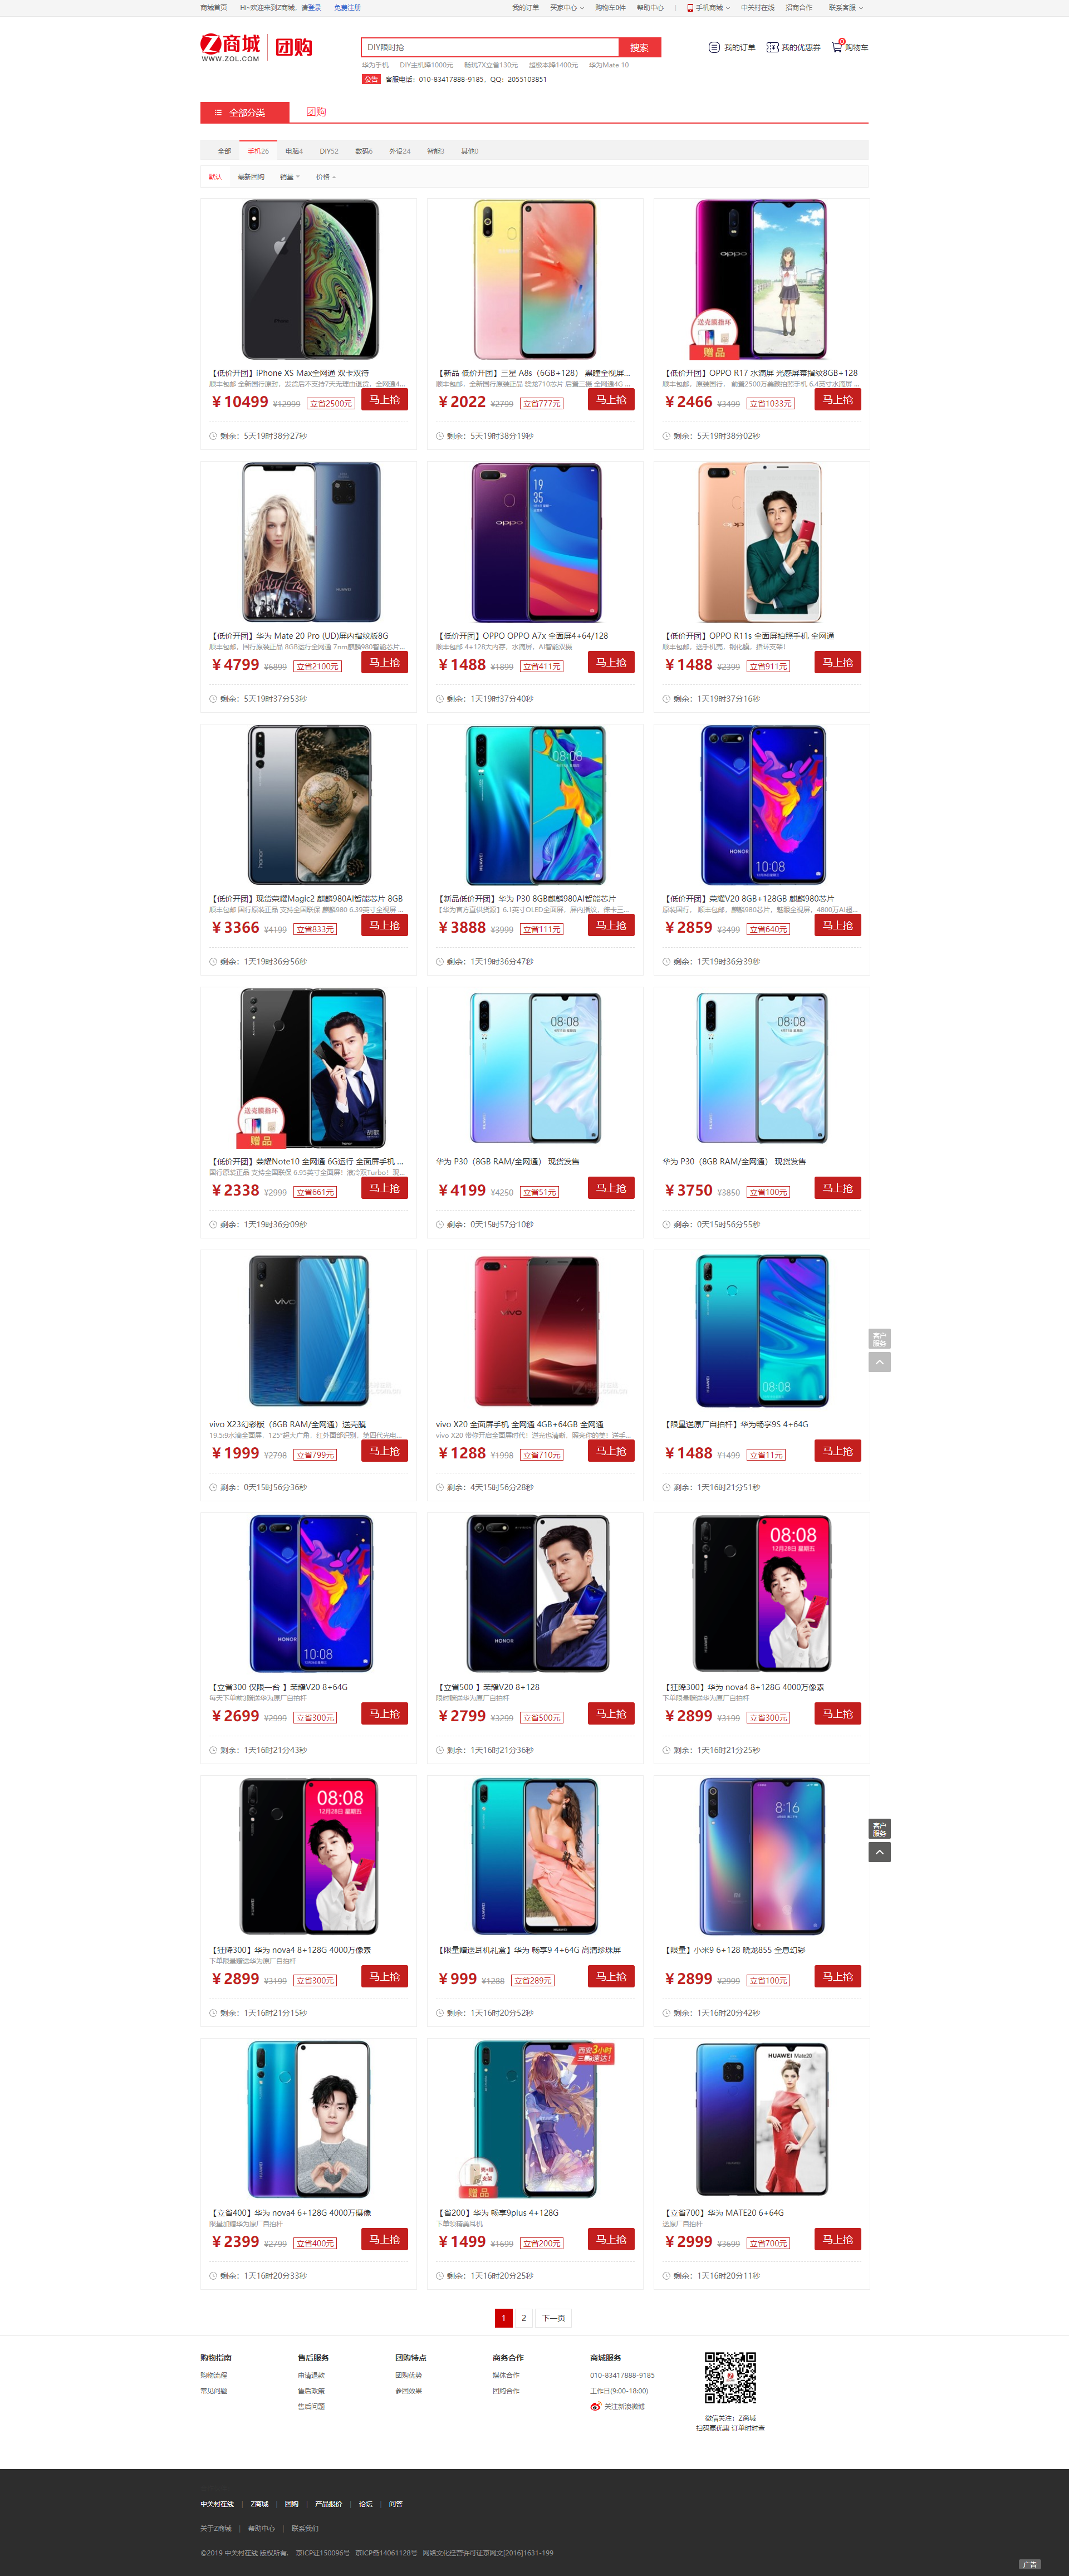 商城首页 Hi~欢迎来到Z商城, 请登录 免费注册 我的订单 买家中心 购物车0件 帮助中心 手机商城 中关村在线 招商合作 联系客服
Z商城 团购
WWW.ZOL.COM
DIY限时抢 搜索
我的订单 我的优惠券 0 购物车
华为手机 DIY主机降1000元 畅玩7X立省130元 超极本降1400元 华为Mate 10
公告 客服电话：010-83417888-9185，QQ：2055103851
全部分类 团购
全部 手机26 电脑4 DIY52 数码6 外设24 智能3 其他0
默认 最新团购 销量 价格
【低价开团】iPhone XS Max全网通 双卡双待
顺丰包邮 全新国行原封，发货后不支持7天无理由退货，全网通4...
￥10499 ¥12999 立省2500元 马上抢
剩余：5天19时38分27秒
【新品 低价开团】三星 A8s（6GB+128） 黑瞳全视屏...
顺丰包邮，全新国行原装正品 骁龙710芯片 后置三摄 全网通4G ...
￥2022 ¥2799 立省777元 马上抢
剩余：5天19时38分19秒
送壳膜指环
赠品
【低价开团】OPPO R17 水滴屏 光感屏幕指纹8GB+128
顺丰包邮，原装国行， 前置2500万美颜拍照手机 6.4英寸水滴屏 ...
￥2466 ¥3499 立省1033元 马上抢
剩余：5天19时38分02秒
【低价开团】华为 Mate 20 Pro (UD)屏内指纹版8G
顺丰包邮，国行原装正品 8GB运行全网通 7nm麒麟980智能芯片...
￥4799 ¥6899 立省2100元 马上抢
剩余：5天19时37分53秒
【低价开团】OPPO OPPO A7x 全面屏4+64/128
顺丰包邮 4+128大内存，水滴屏，AI智能双摄
￥1488 ¥1899 立省411元 马上抢
剩余：1天19时37分40秒
【低价开团】OPPO R11s 全面屏拍照手机 全网通
顺丰包邮，送手机壳，钢化膜，指环支架！
￥1488 ¥2399 立省911元 马上抢
剩余：1天19时37分16秒
【低价开团】现货荣耀Magic2 麒麟980AI智能芯片 8GB
顺丰包邮 国行原装正品 支持全国联保 麒麟980 6.39英寸全视屏 ...
￥3366 ¥4199 立省833元 马上抢
剩余：1天19时36分56秒
【新品低价开团】华为 P30 8GB麒麟980AI智能芯片
【华为官方直供货源】6.1英寸OLED全面屏，屏内指纹，徕卡三...
￥3888 ¥3999 立省111元 马上抢
剩余：1天19时36分47秒
【低价开团】荣耀V20 8GB+128GB 麒麟980芯片
原装国行， 顺丰包邮，麒麟980芯片，魅眼全视屏，4800万AI超...
￥2859 ¥3499 立省640元 马上抢
剩余：1天19时36分39秒
送壳膜指环
赠品
【低价开团】荣耀Note10 全网通 6G运行 全面屏手机 ...
国行原装正品 支持全国联保 6.95英寸全面屏！液冷双Turbo！现...
￥2338 ¥2999 立省661元 马上抢
剩余：1天19时36分09秒
08:08
华为 P30（8GB RAM/全网通） 现货发售
￥4199 ¥4250 立省51元 马上抢
剩余：0天15时57分10秒
08:08
华为 P30（8GB RAM/全网通） 现货发售
￥3750 ¥3850 立省100元 马上抢
剩余：0天15时56分55秒
vivo X23幻彩版（6GB RAM/全网通）送壳膜
19.5:9水滴全面屏，125°超大广角，红外面部识别，第四代光电...
￥1999 ¥2798 立省799元 马上抢
剩余：0天15时56分36秒
vivo X20 全面屏手机 全网通 4GB+64GB 全网通
vivo X20 带你开启全面屏时代！逆光也清晰，照亮你的美！送手...
￥1288 ¥1998 立省710元 马上抢
剩余：4天15时56分28秒
【限量送原厂自拍杆】华为畅享9S 4+64G
￥1488 ¥1499 立省11元 马上抢
剩余：1天16时21分51秒
客户服务
【立省300 仅限一台 】荣耀V20 8+64G
每天下单前3赠送华为原厂自拍杆
￥2699 ¥2999 立省300元 马上抢
剩余：1天16时21分43秒
【立省500 】荣耀V20 8+128
限时赠送华为原厂自拍杆
￥2799 ¥3299 立省500元 马上抢
剩余：1天16时21分36秒
08:08
12月28日 星期五
【狂降300】华为 nova4 8+128G 4000万像素
下单限量赠送华为原厂自拍杆
￥2899 ¥3199 立省300元 马上抢
剩余：1天16时21分25秒
08:08
12月28日 星期五
【狂降300】华为 nova4 8+128G 4000万像素
下单限量赠送华为原厂自拍杆
￥2899 ¥3199 立省300元 马上抢
剩余：1天16时21分15秒
【限量赠送耳机礼盒】华为 畅享9 4+64G 高清珍珠屏
￥999 ¥1288 立省289元 马上抢
剩余：1天16时20分52秒
8:16
【限量】小米9 6+128 骁龙855 全息幻彩
￥2899 ¥2999 立省100元 马上抢
剩余：1天16时20分42秒
客户服务
【立省400】华为 nova4 6+128G 4000万摄像
限量加赠华为原厂自拍杆
￥2399 ¥2799 立省400元 马上抢
剩余：1天16时20分33秒
西安3小时
赠品
【省200】华为 畅享9plus 4+128G
下单领精美耳机
￥1499 ¥1699 立省200元 马上抢
剩余：1天16时20分25秒
HUAWEI Mate20
【立省700】华为 MATE20 6+64G
送原厂自拍杆
￥2999 ¥3699 立省700元 马上抢
剩余：1天16时20分11秒
1 2 下一页
购物指南 售后服务 团购特点 商务合作 商城服务
购物流程 申请退款 团购优势 媒体合作 010-83417888-9185
常见问题 售后政策 参团效果 团购合作 工作日(9:00-18:00)
售后问题 关注新浪微博
微信关注：Z商城
扫码赢优惠 订单时时查
中关村在线 | Z商城 | 团购 | 产品报价 | 论坛 | 问答
关于Z商城 | 帮助中心 | 联系我们
©2019 中关村在线 版权所有. 京ICP证150096号 京ICP备14061128号 网络文化经营许可证京网文[2016]1631-199
广告